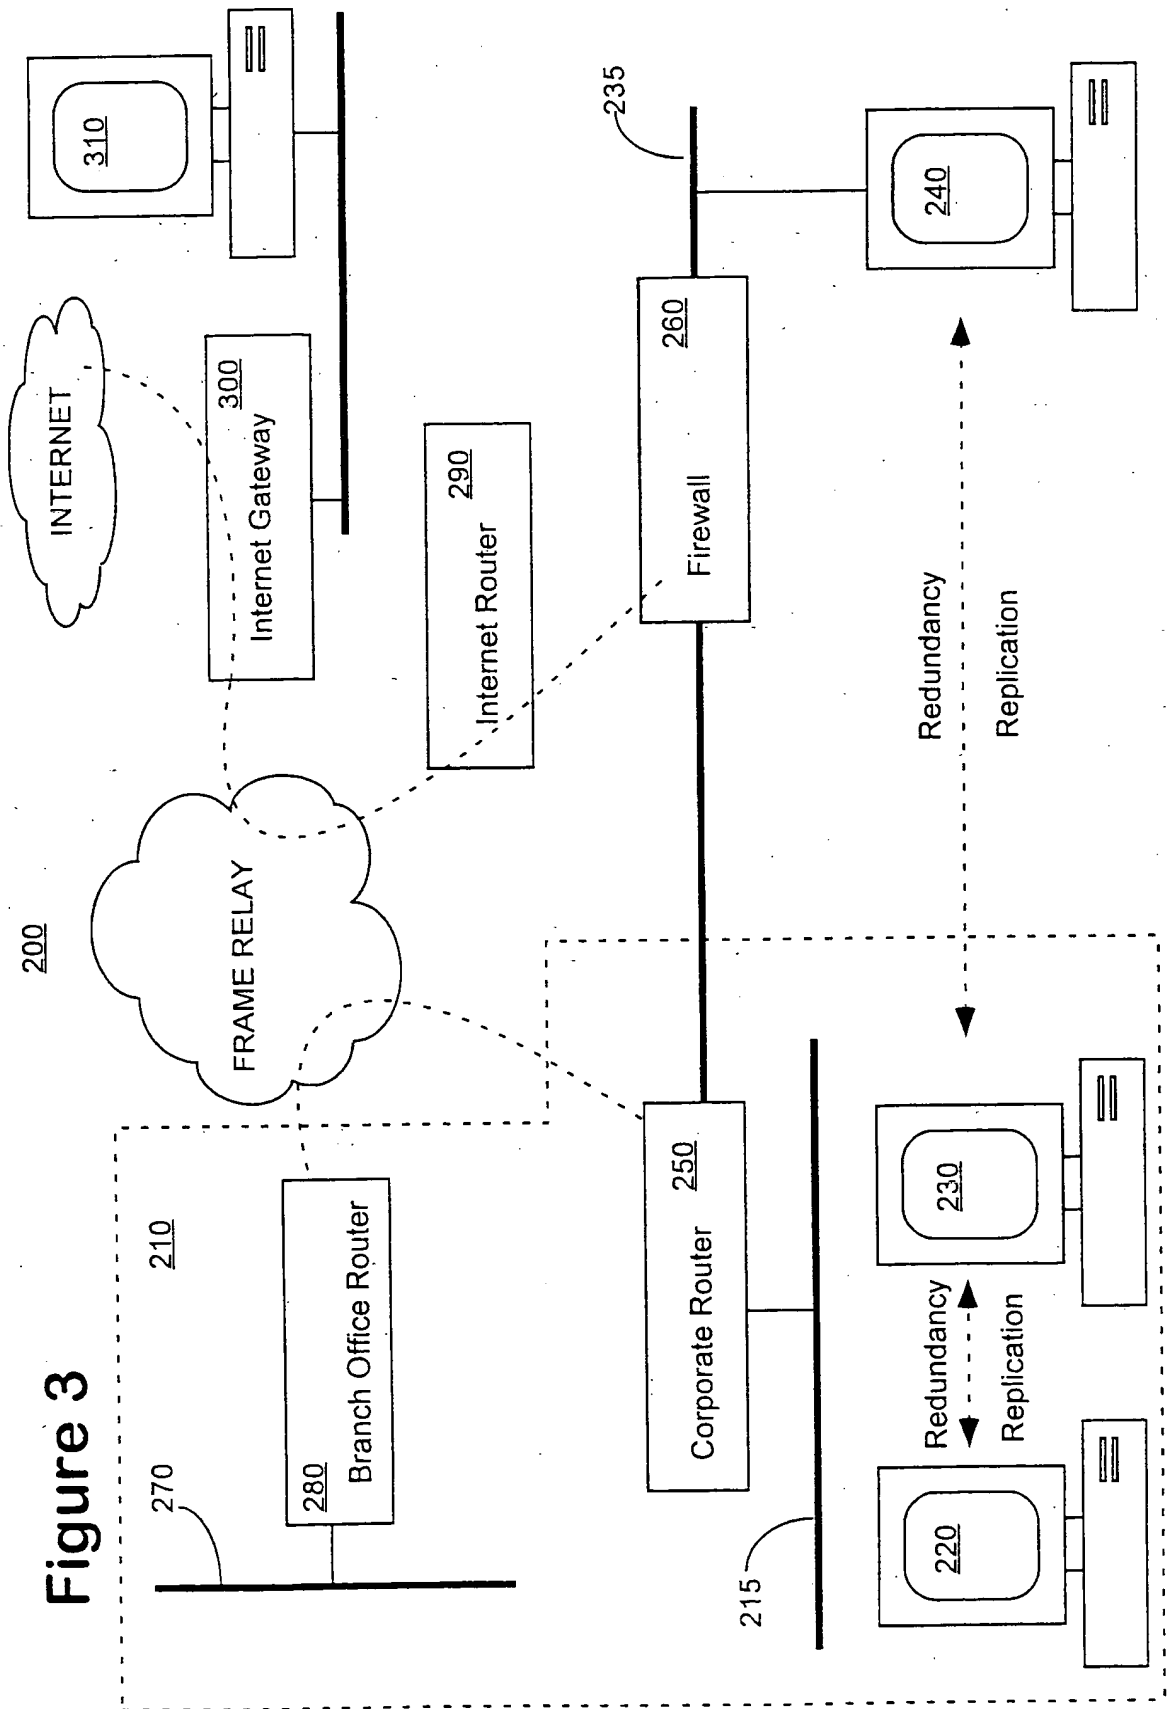 Figure 3
200
270
280
Branch Office Router
210
FRAME RELAY
INTERNET
300
Internet Gateway
310
290
Internet Router
215
250
Corporate Router
260
Firewall
235
220
Redundancy
Replication
230
Redundancy
Replication
240